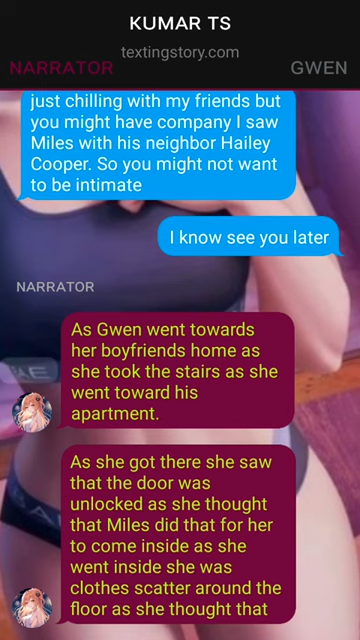 KUMAR TS
textingstory.com
NARRATOR
GWEN
just chilling with my friends but
you might have company I saw
Miles with his neighbor Hailey
Cooper. So you might not want
to be intimate
I know see you later
NARRATOR
As Gwen went towards
her boyfriends home as
she took the stairs as she
went toward his
apartment.
As she got there she saw
that the door was
unlocked as she thought
that Miles did that for her
to come inside as she
went inside she was
clothes scatter around the
floor as she thought that